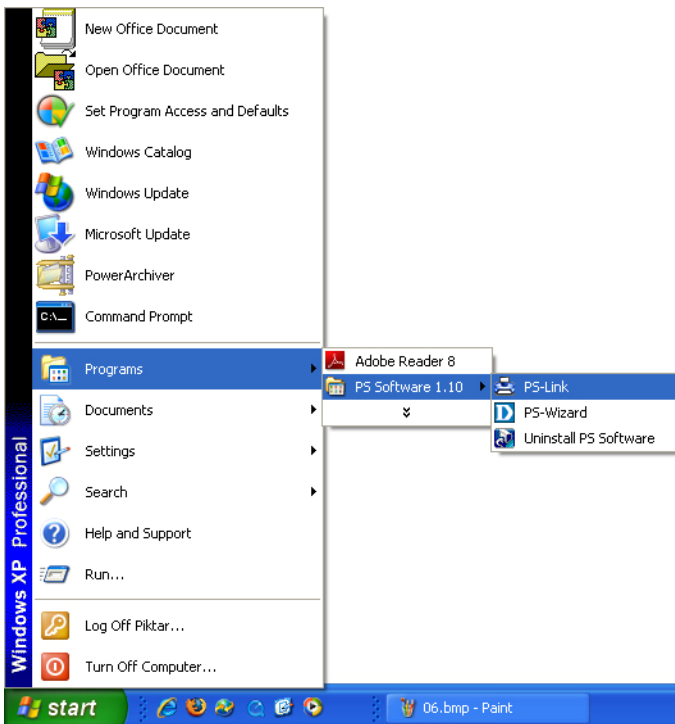 New Office Document
Open Office Document
Set Program Access and Defaults
Windows Catalog
Windows Update
Microsoft Update
PowerArchiver
C:\_
Command Prompt
Programs
Adobe Reader 8
PS Software 1.10
PS-Link
PS-Wizard
Uninstall PS Software
Documents
Settings
Search
Help and Support
Run...
Log Off Piktar...
Turn Off Computer...
Windows XP Professional
start
06.bmp - Paint